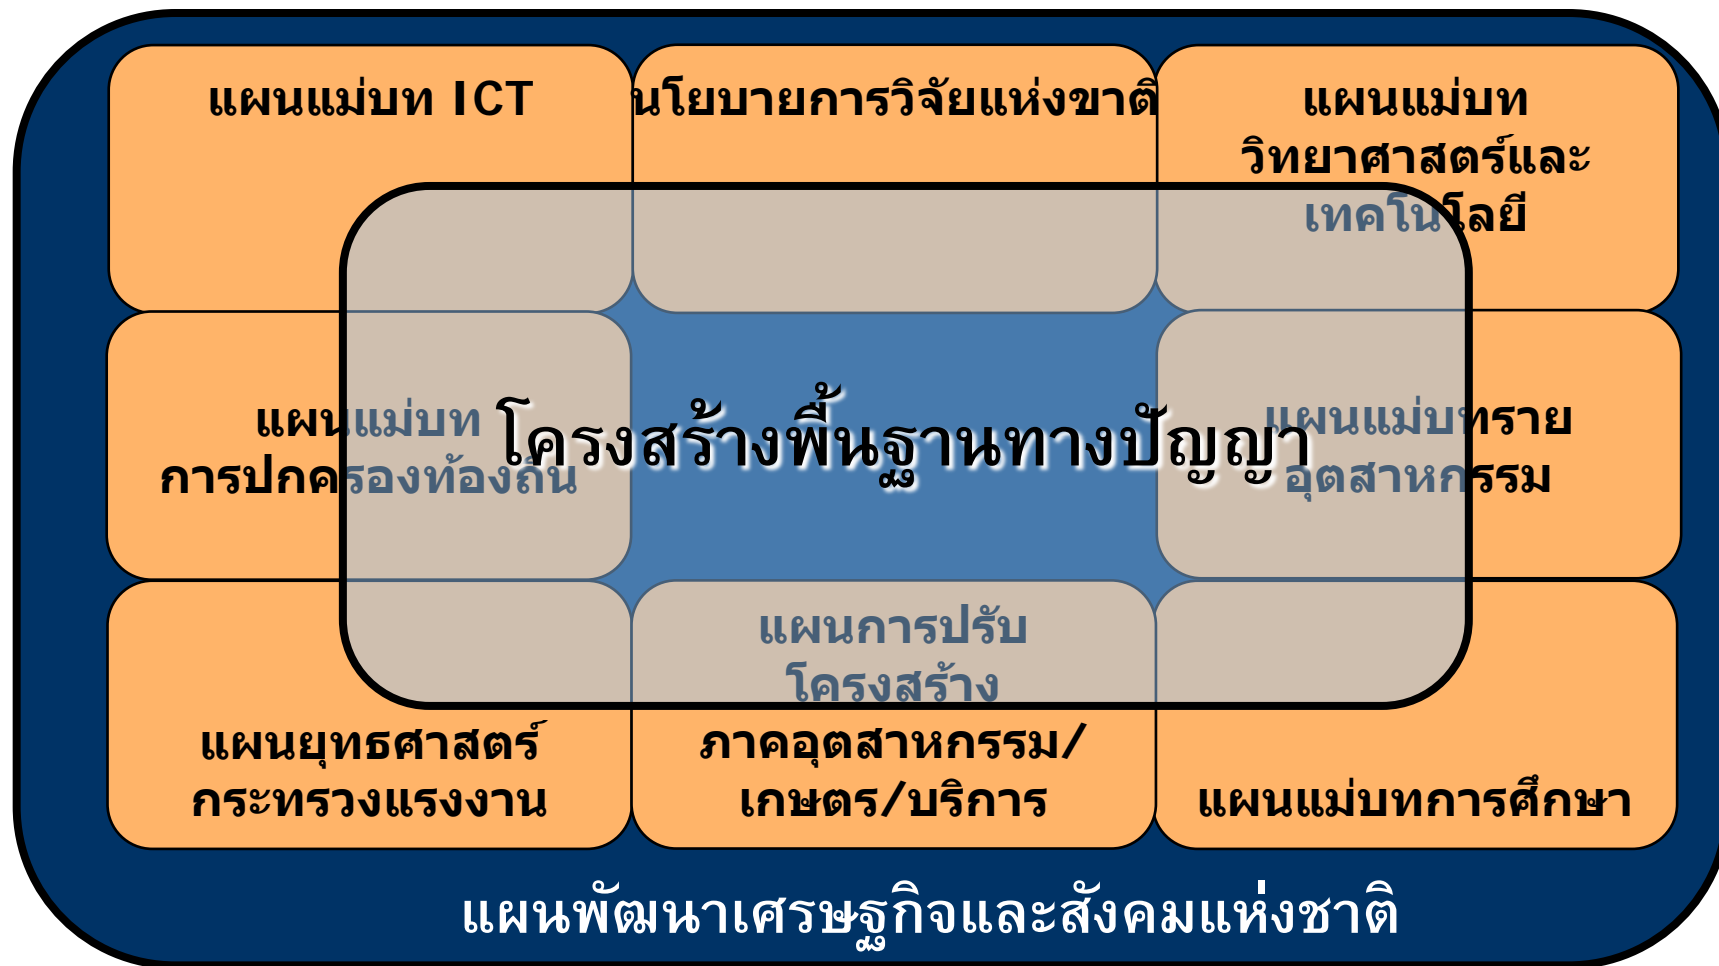 แผนแม่บท ICT
นโยบายการวิจัยแห่งชาติ
แผนแม่บท
วิทยาศาสตร์และ
เทคโนโลยี
แผนแม่บท
การปกครองท้องถิ่น
โครงสร้างพื้นฐานทางปัญญา
แผนแม่บทราย
อุตสาหกรรม
แผนยุทธศาสตร์
กระทรวงแรงงาน
แผนการปรับ
โครงสร้าง
ภาคอุตสาหกรรม/
เกษตร/บริการ
แผนแม่บทการศึกษา
แผนพัฒนาเศรษฐกิจและสังคมแห่งชาติ